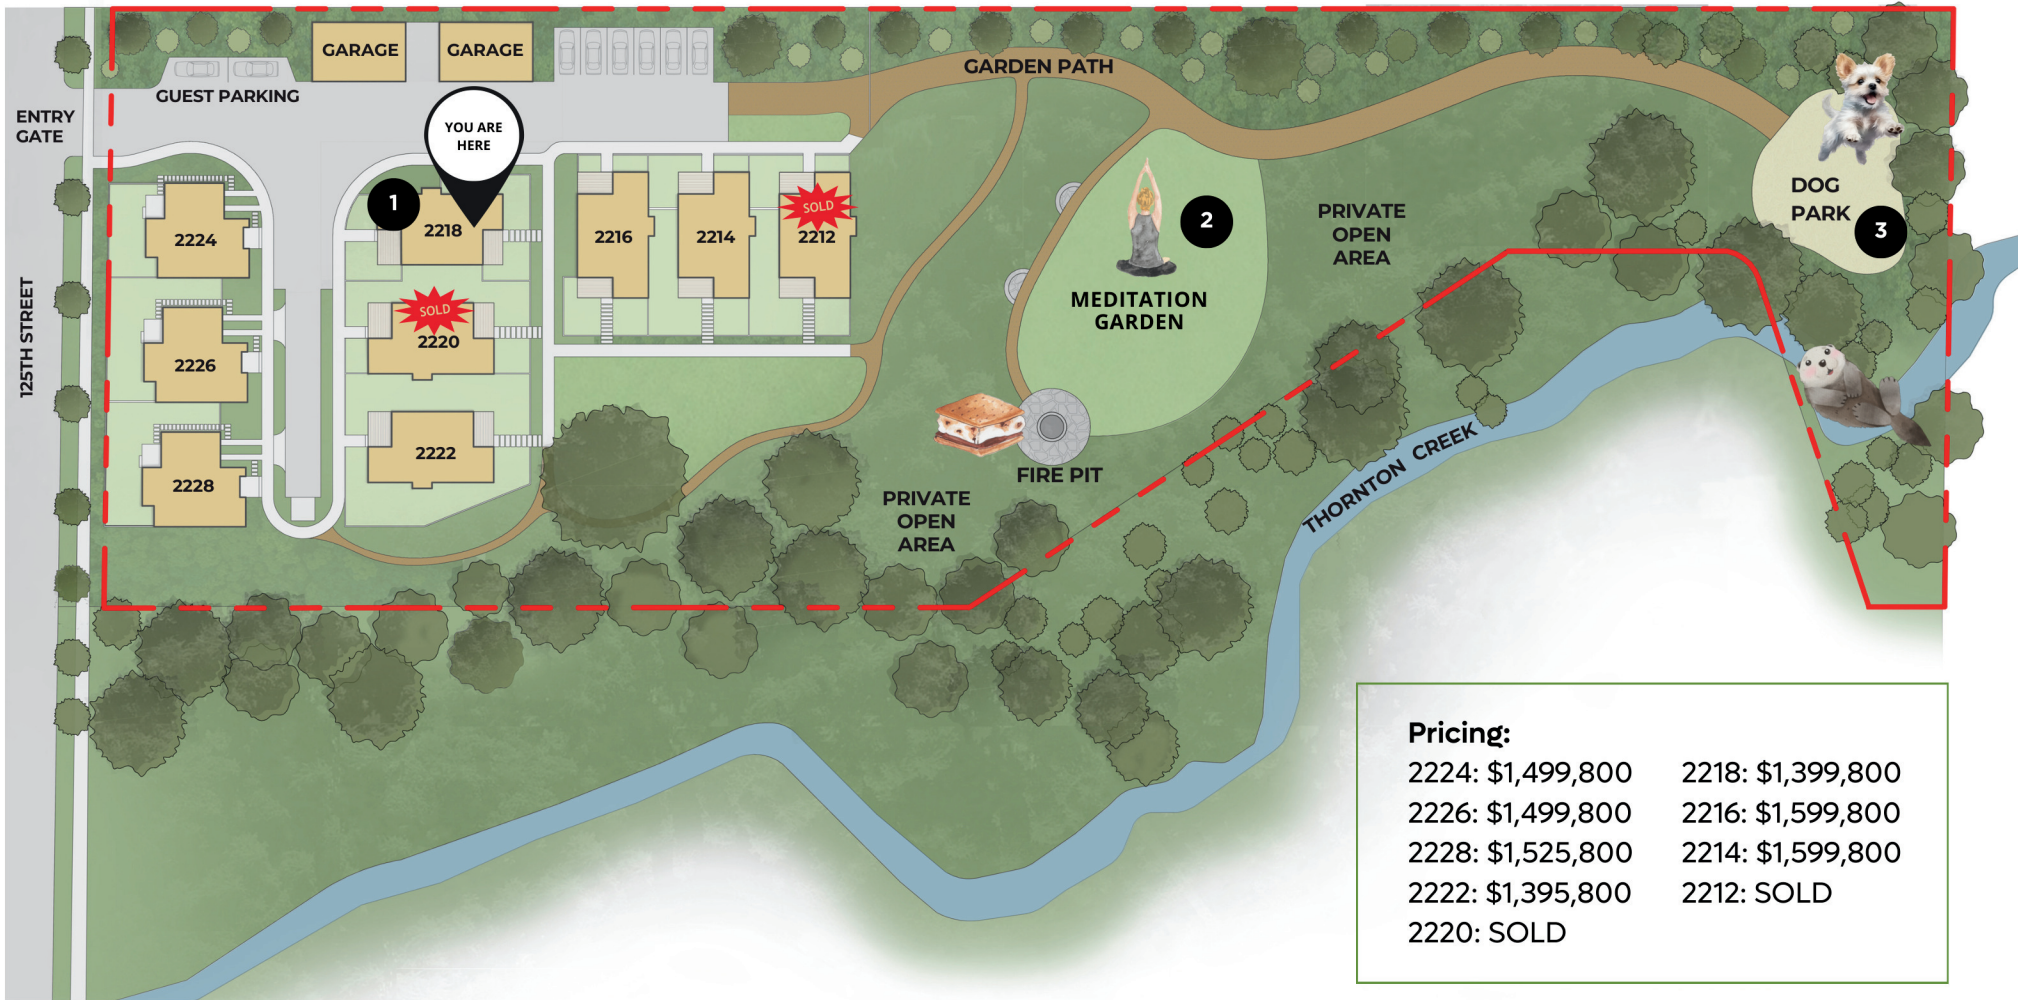 GARAGE
GARAGE
GARDEN PATH
GUEST PARKING
ENTRY
GATE
YOU ARE
HERE
1
2218
2224
2216
2214
SOLD
2212
2
MEDITATION
GARDEN
PRIVATE
OPEN
AREA
DOG
PARK
3
125TH STREET
SOLD
2220
2226
2222
2228
FIRE PIT
PRIVATE
OPEN
AREA
THORNTON CREEK
Pricing:
2224: $1,499,800
2226: $1,499,800
2228: $1,525,800
2222: $1,395,800
2220: SOLD
2218: $1,399,800
2216: $1,599,800
2214: $1,599,800
2212: SOLD